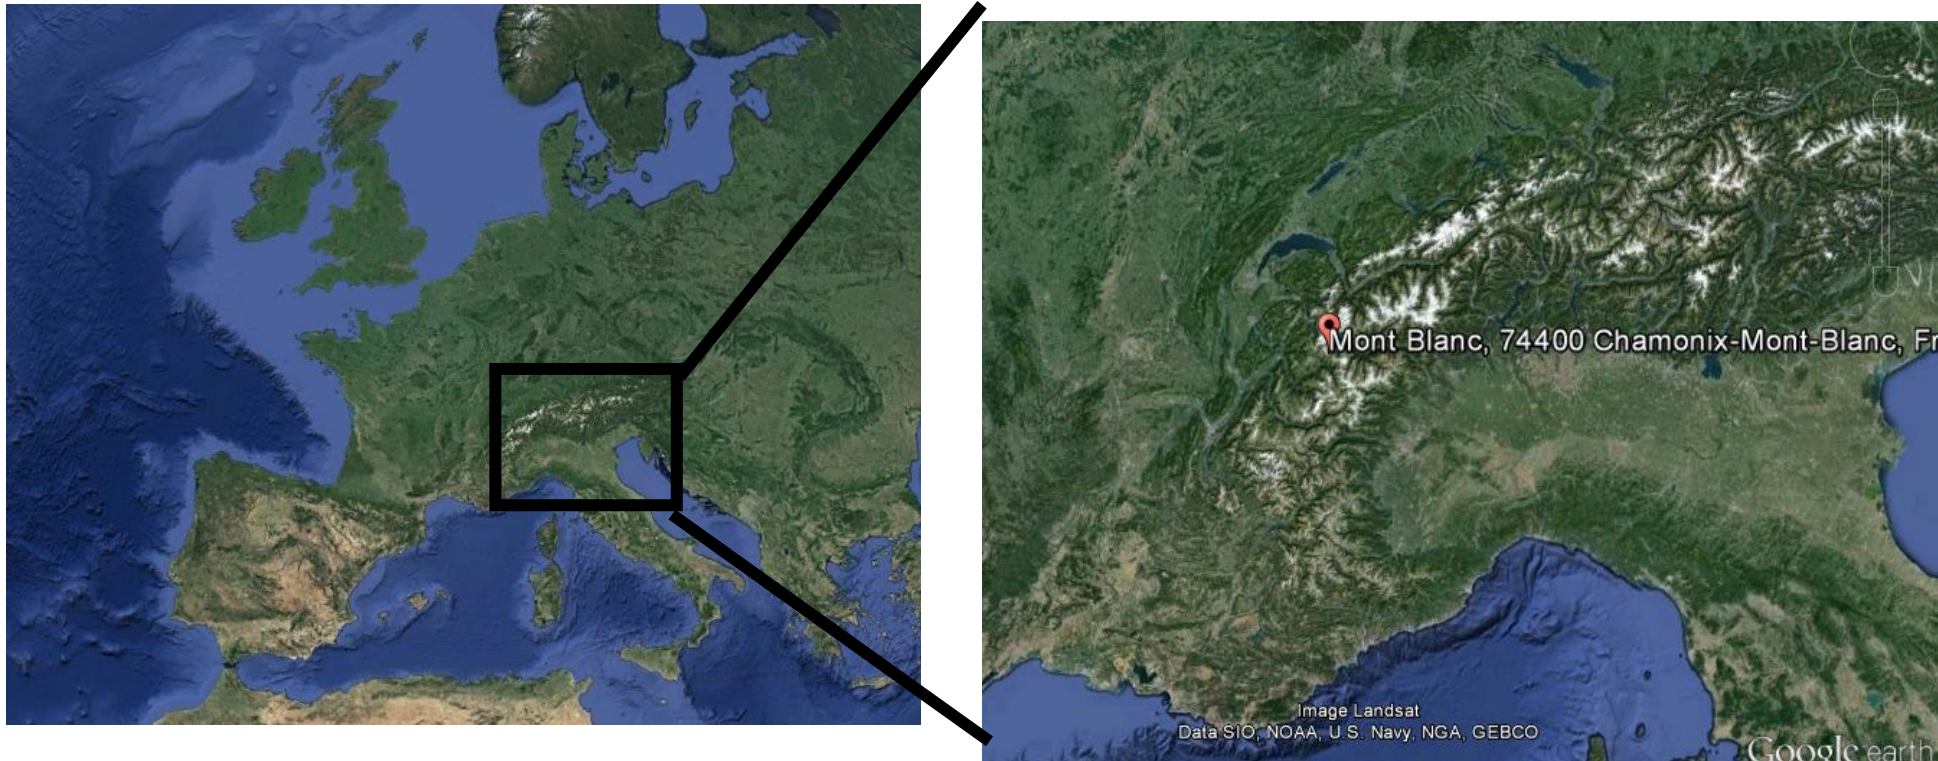 Mont Blanc, 74400 Chamonix-Mont-Blanc, Fr
Image Landsat
Data SIO, NOAA, U.S. Navy, NGA, GEBCO
Google earth